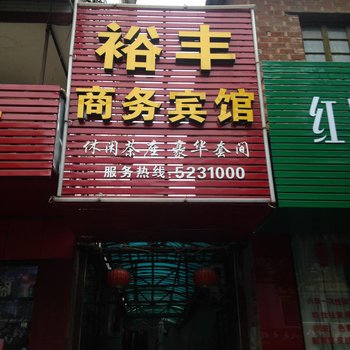 裕丰
商务宾馆
休闲茶座 豪华套间
服务热线:5231000
红